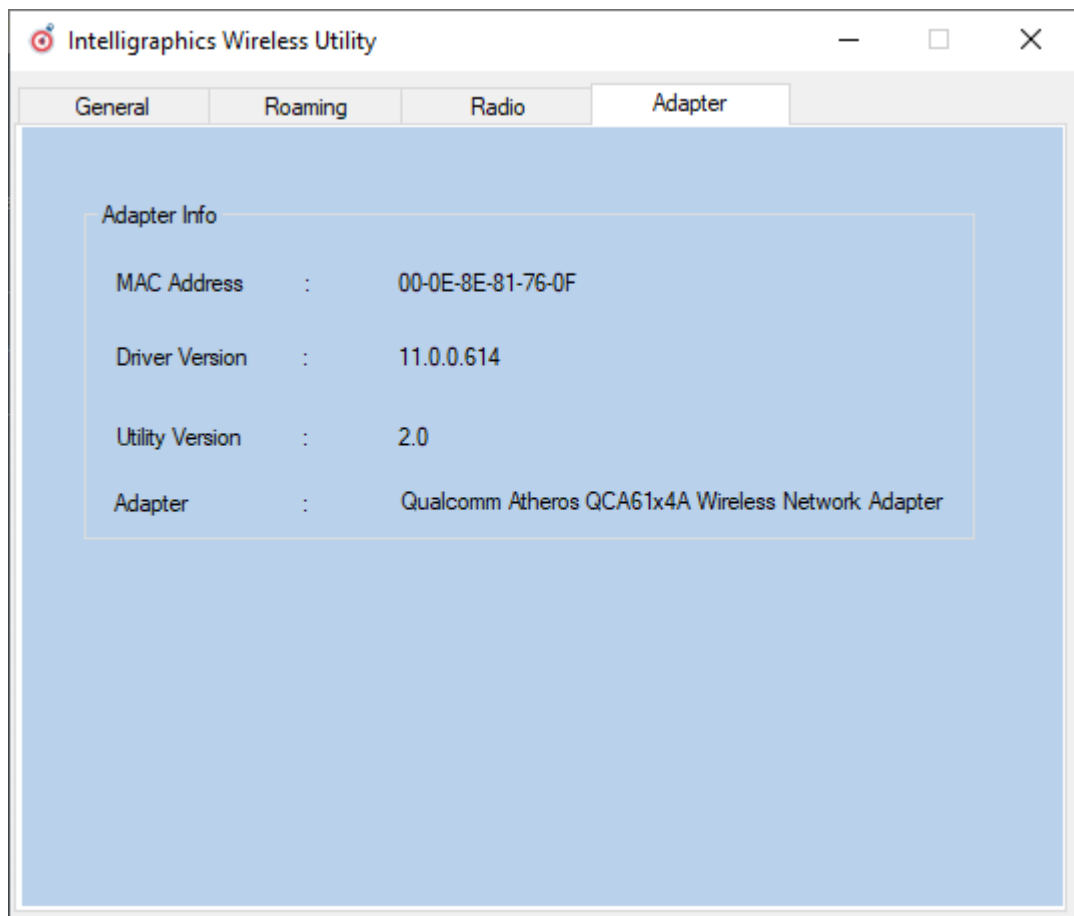 Intelligraphics Wireless Utility
General Roaming Radio Adapter
Adapter Info
MAC Address : 00-0E-8E-81-76-0F
Driver Version : 11.0.0.614
Utility Version : 2.0
Adapter : Qualcomm Atheros QCA61x4A Wireless Network Adapter